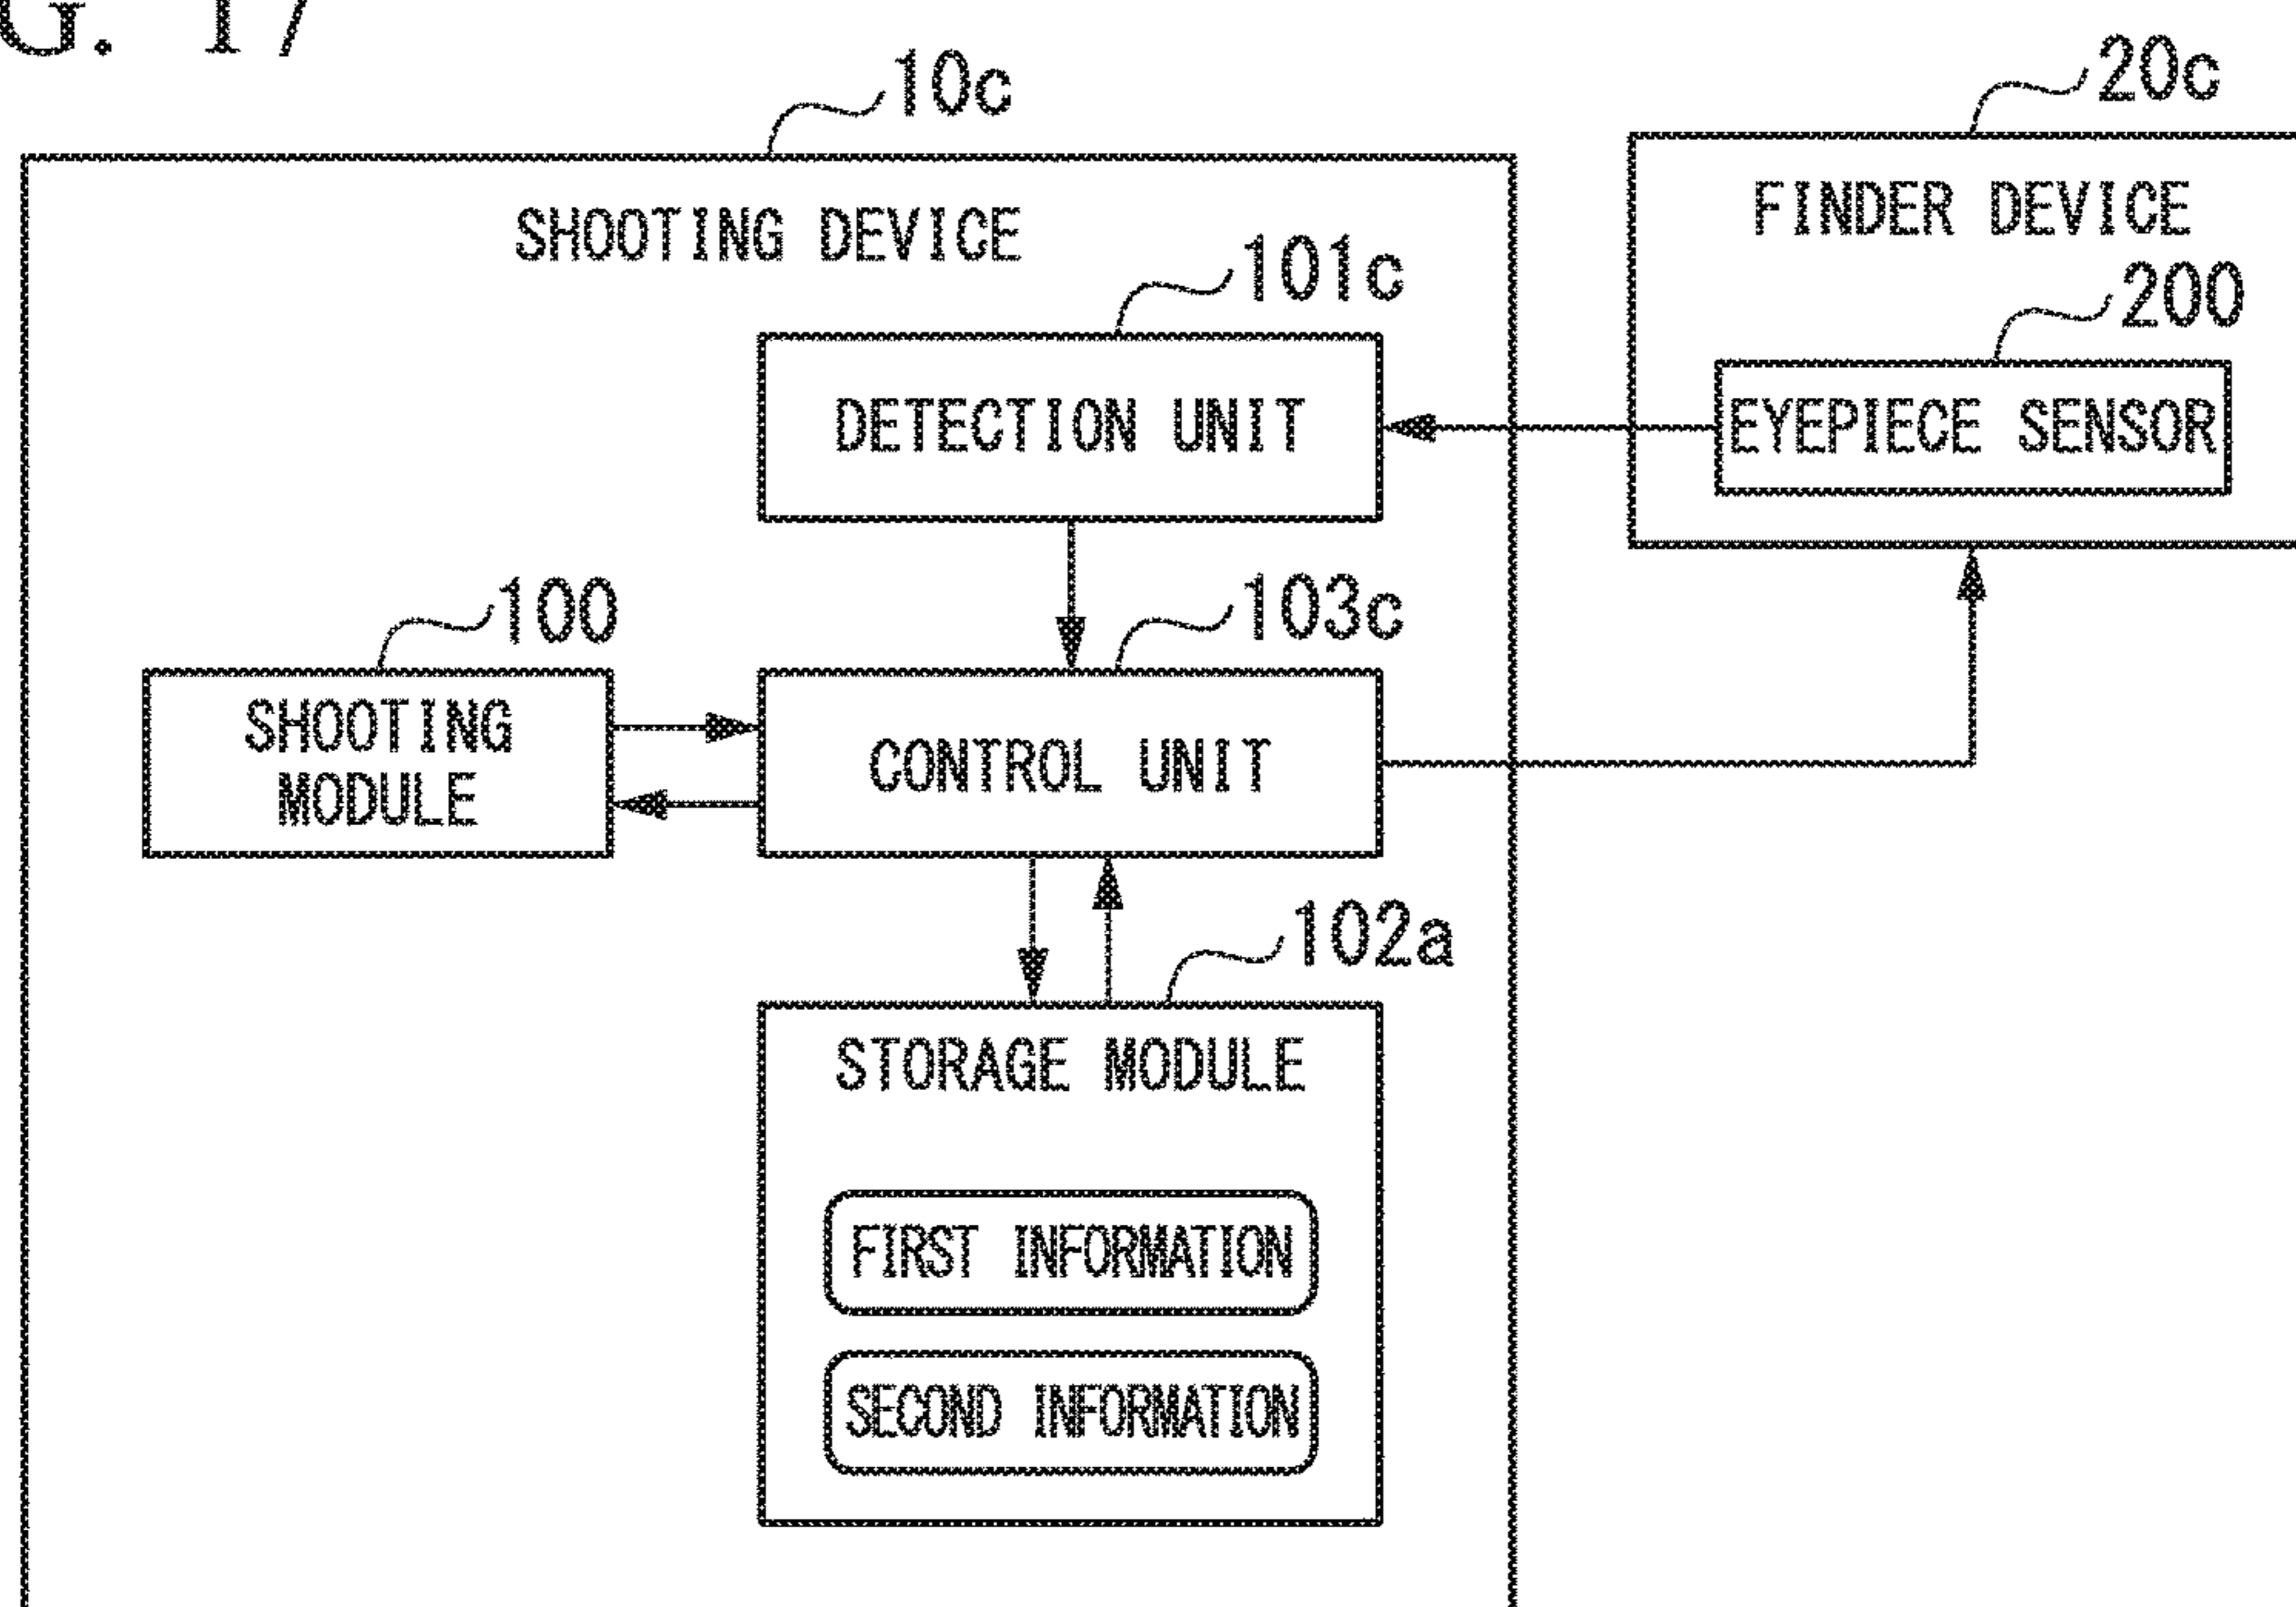 G. 17
10c
20c
SHOOTING DEVICE
FINDER DEVICE
101c
200
DETECTION UNIT
EYEPIECE SENSOR
100
103c
SHOOTING
MODULE
CONTROL UNIT
102a
STORAGE MODULE
FIRST INFORMATION
SECOND INFORMATION